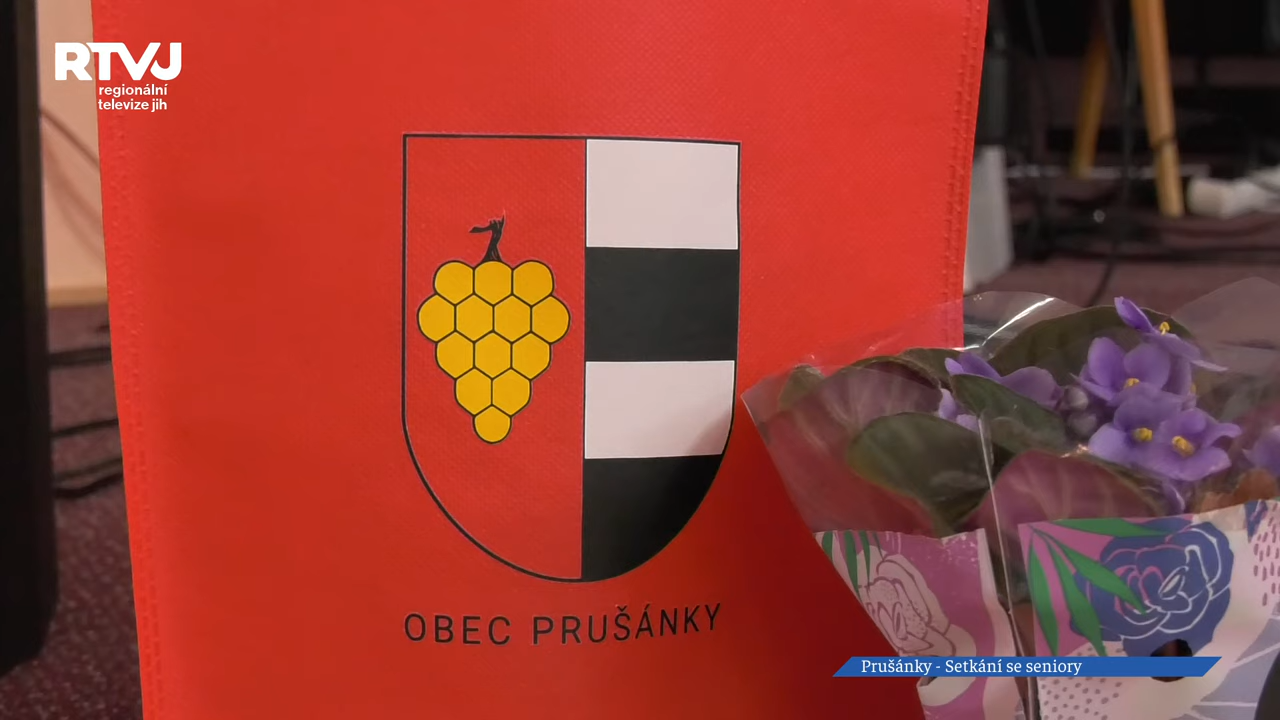 RTVJ
regionální
televize jih
OBEC PRUŠÁNKY
Prušánky - Setkání se seniory